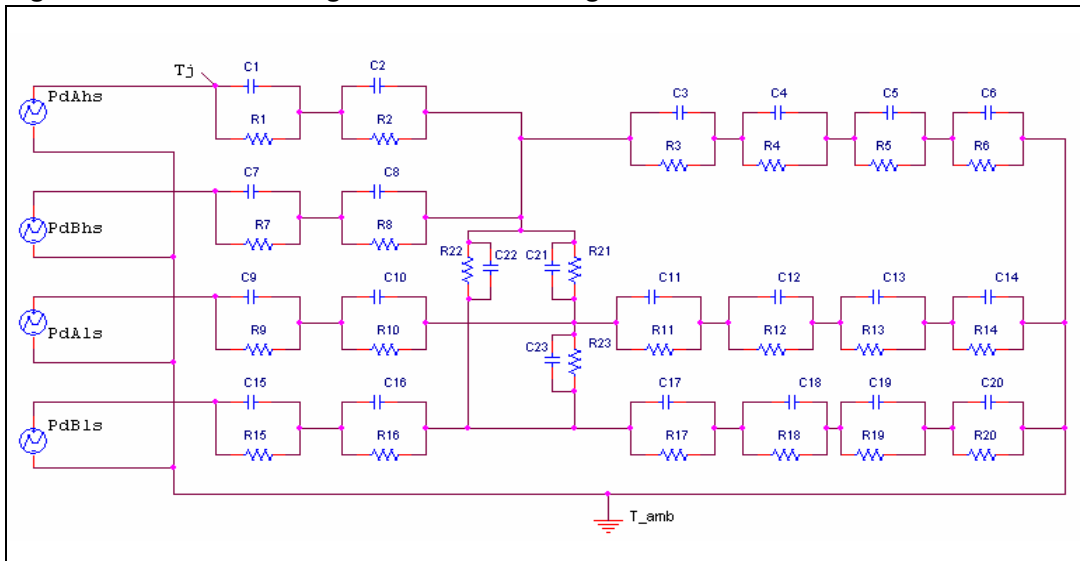 Tj
C1 C2
PdAhs
R1 R2
C3 C4 C5 C6
R3 R4 R5 R6
C7 C8
PdBhs
R7 R8
R22 C22 C21 R21
C9 C10
PdAls
R9 R10
C11 C12 C13 C14
R11 R12 R13 R14
C23 R23
C15 C16
PdBls
R15 R16
C17 C18 C19 C20
R17 R18 R19 R20
T_amb